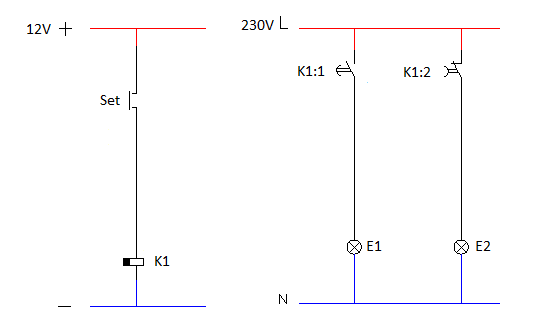 12V +
230V L
Set
K1:1
K1:2
K1
E1
E2
—
N